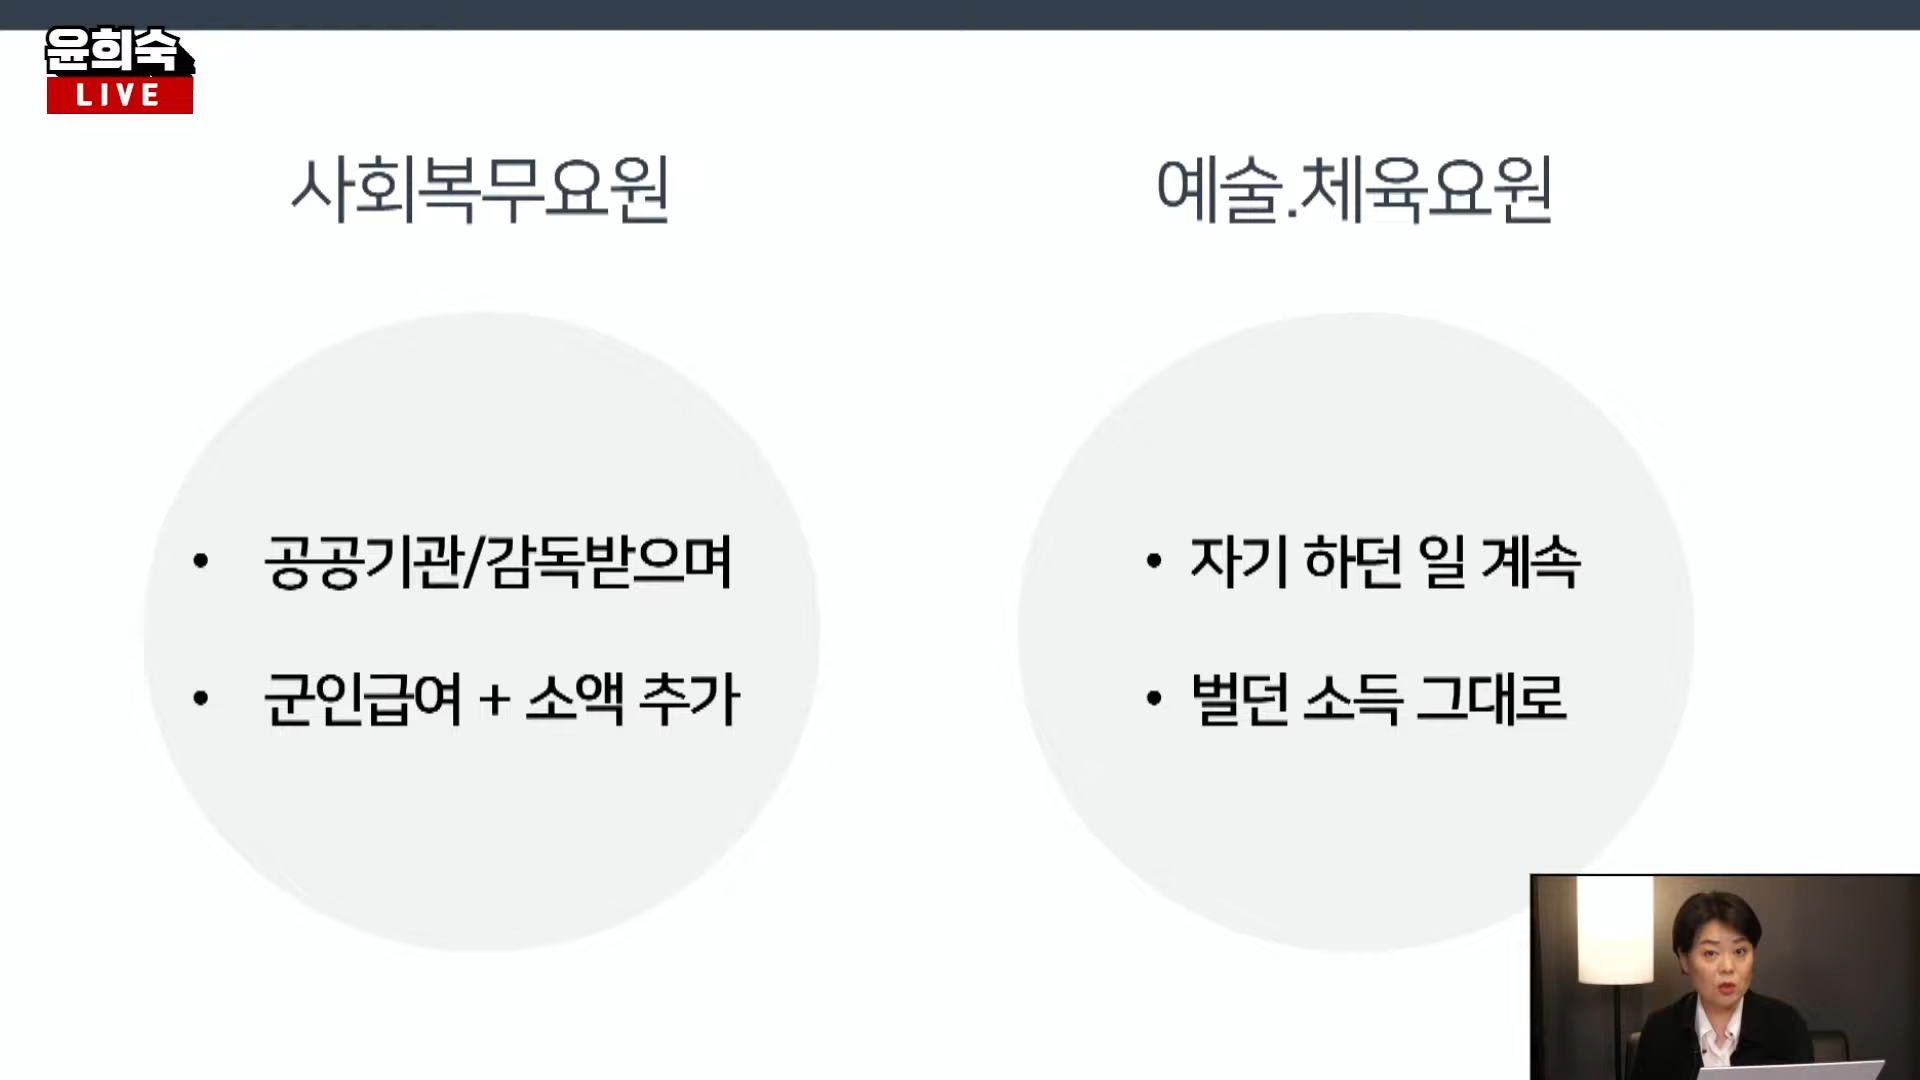 윤희숙
LIVE
사회복무요원
• 공공기관/감독받으며
• 군인급여 + 소액 추가
예술.체육요원
• 자기 하던 일 계속
• 벌던 소득 그대로